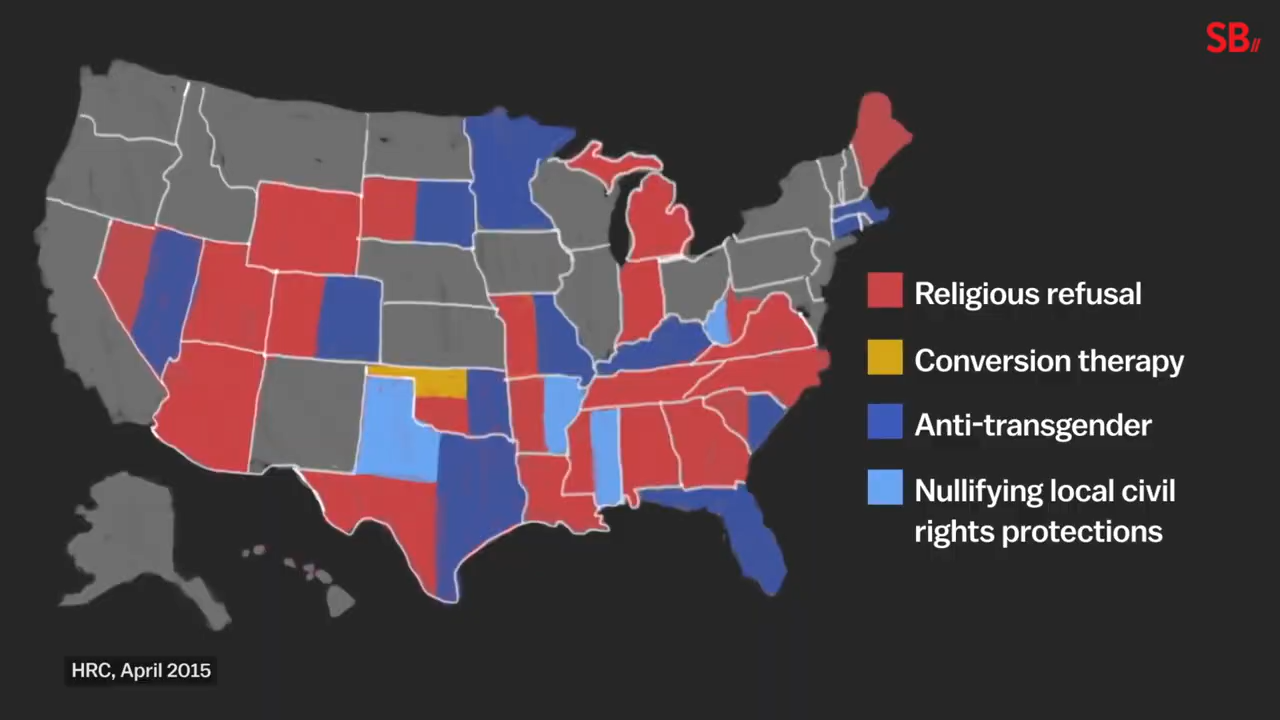 SB//
Religious refusal
Conversion therapy
Anti-transgender
Nullifying local civil
rights protections
HRC, April 2015